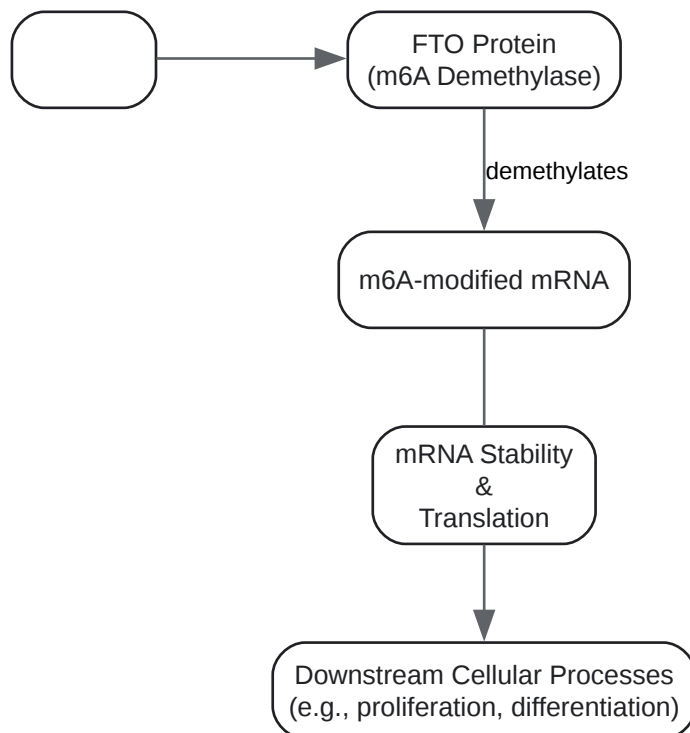 FTO Protein
(m6A Demethylase)
demethylates
m6A-modified mRNA
mRNA Stability
&
Translation
Downstream Cellular Processes
(e.g., proliferation, differentiation)